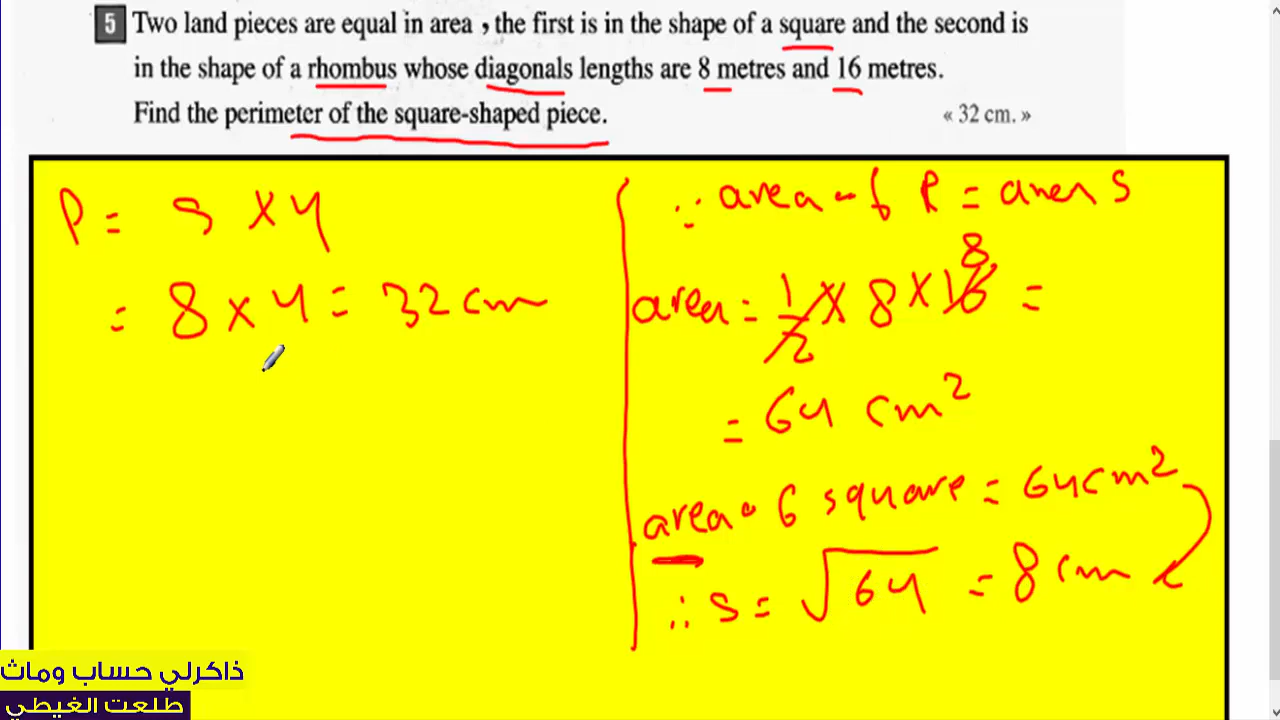 5 Two land pieces are equal in area , the first is in the shape of a square and the second is
in the shape of a rhombus whose diagonals lengths are 8 metres and 16 metres.
Find the perimeter of the square-shaped piece.
« 32 cm. »
P = s × 4
= 8 × 4 = 32 cm
∵ area of R = area s
area = 1/2 × 8 × 16 8 =
= 64 cm²
area of square = 64 cm²
∴ s = √64 = 8 cm
ذاكرلي حساب وماث
طلعت الغيطي